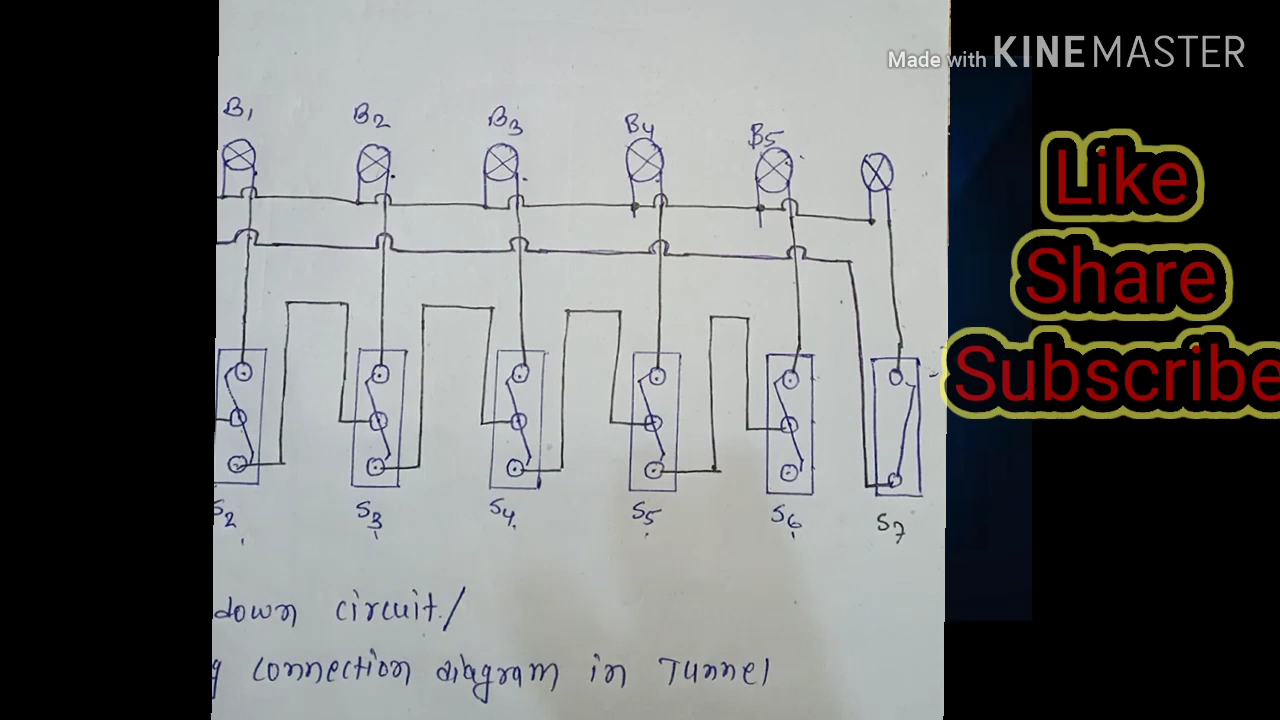 Made with KINEMASTER
B1 B2 B3 B4 B5
S2 S3 S4 S5 S6 S7
down circuit/
connection diagram in Tunnel
Like
Share
Subscribe